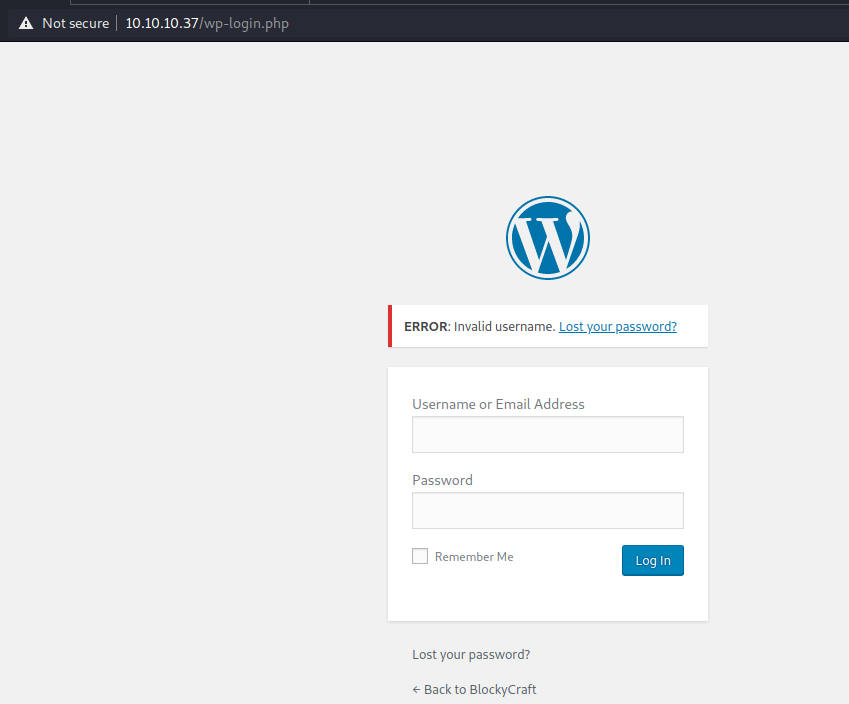 Not secure 10.10.10.37/wp-login.php
ERROR: Invalid username. Lost your password?
Username or Email Address
Password
Remember Me
Log In
Lost your password?
← Back to BlockyCraft